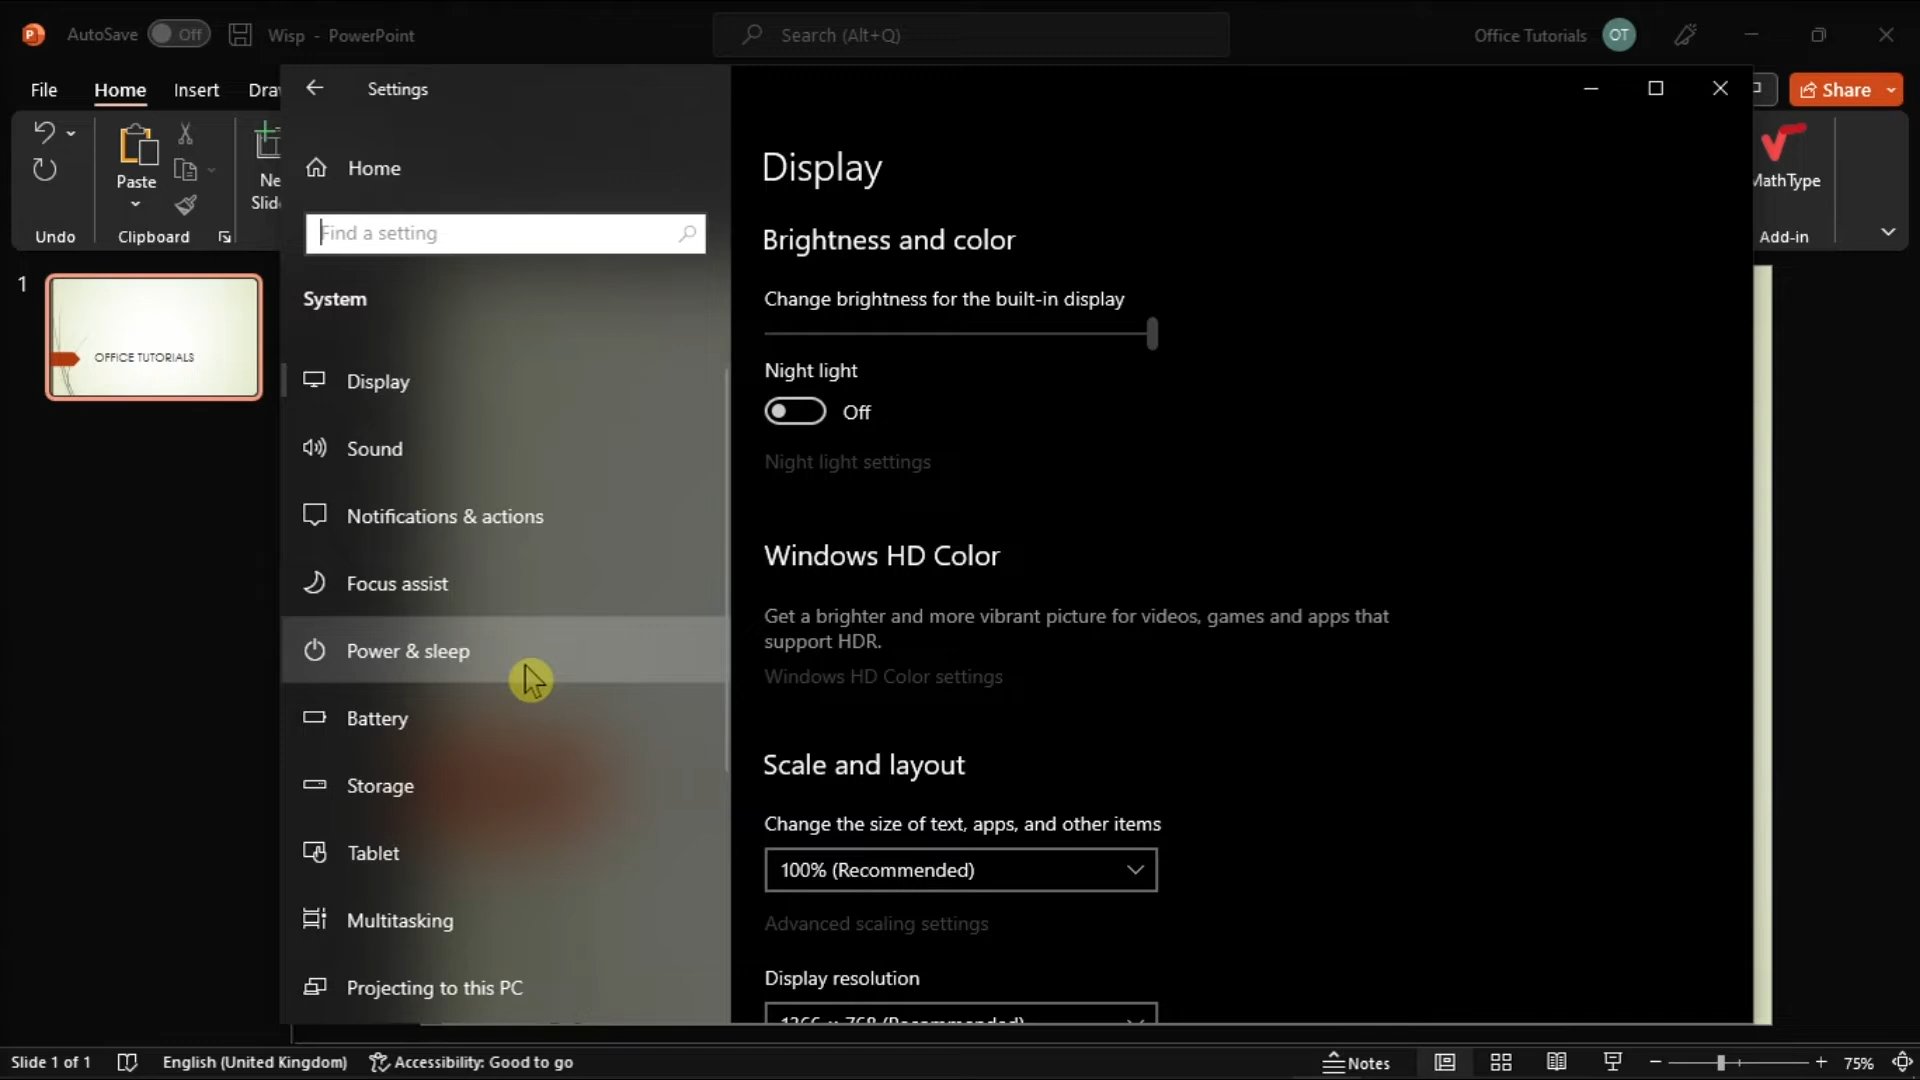 AutoSave Off Wisp - PowerPoint Search (Alt+Q) Office Tutorials OT
File Home Insert
Share
Paste
Undo Clipboard
MathType
Add-in
1
OFFICE TUTORIALS
Settings
Home
Find a setting
System
Display
Sound
Notifications & actions
Focus assist
Power & sleep
Battery
Storage
Tablet
Multitasking
Projecting to this PC
Display
Brightness and color
Change brightness for the built-in display
Night light
Off
Night light settings
Windows HD Color
Get a brighter and more vibrant picture for videos, games and apps that
support HDR.
Windows HD Color settings
Scale and layout
Change the size of text, apps, and other items
100% (Recommended)
Advanced scaling settings
Display resolution
Slide 1 of 1 English (United Kingdom) Accessibility: Good to go Notes 75%